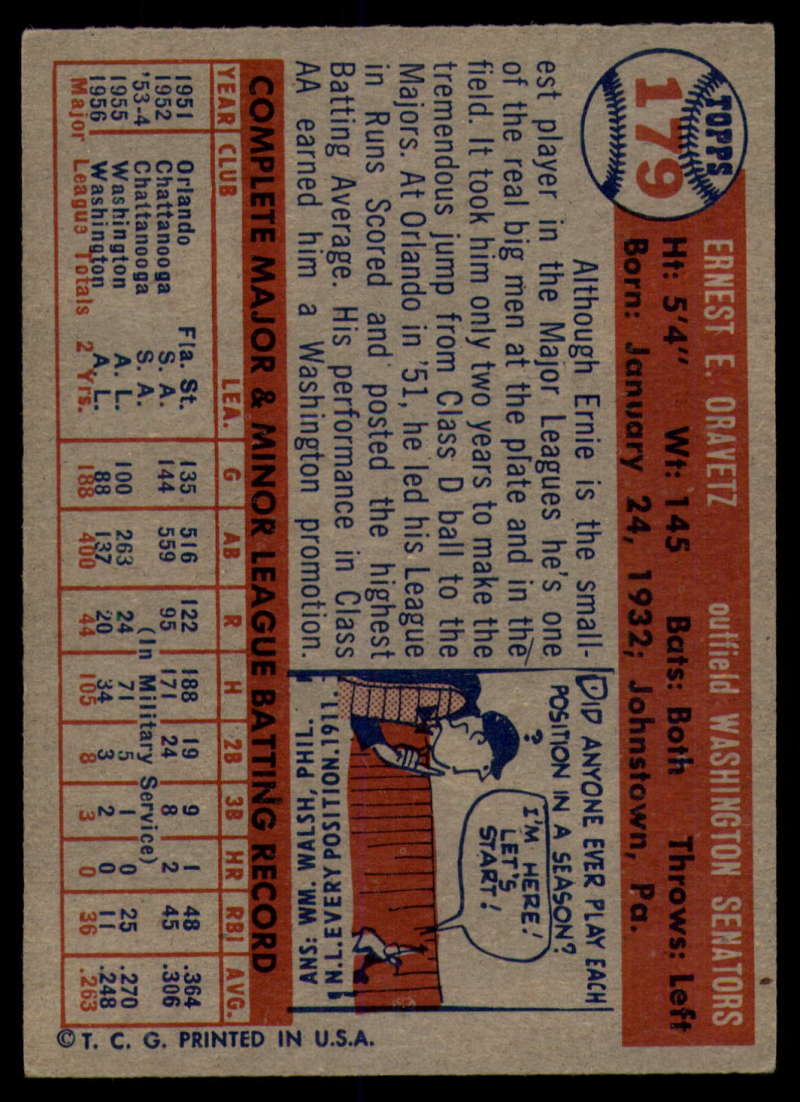 TOPPS
179
ERNEST E. ORAVETZ outfield WASHINGTON SENATORS
Ht: 5'4" Wt: 145 Bats: Both Throws: Left
Born: January 24, 1932; Johnstown, Pa.
Although Ernie is the small-
est player in the Major Leagues he's one
of the real big men at the plate and in the
field. It took him only two years to make the
tremendous jump from Class D ball to the
Majors. At Orlando in '51, he led his League
in Runs Scored and posted the highest
Batting Average. His performance in Class
AA earned him a Washington promotion.
DID ANYONE EVER PLAY EACH
POSITION IN A SEASON?
?
I'M HERE!
LET'S
START!
ANS: WM. WALSH, PHIL.
N.L. EVERY POSITION. 1911.
COMPLETE MAJOR & MINOR LEAGUE BATTING RECORD
YEAR CLUB LEA. G AB R H 2B 3B HR RBI AVG.
1951 Orlando Fla. St. 135 516 122 188 19 9 1 48 .364
1952 Chattanooga S. A. 144 559 95 171 24 8 2 45 .306
'53-4 Chattanooga S. A. (In Military Service)
1955 Washington A. L. 100 263 24 71 5 1 0 25 .270
1956 Washington A. L. 88 137 20 34 3 2 0 11 .248
Major League Totals 2 Yrs. 188 400 44 105 8 3 0 36 .263
© T. C. G. PRINTED IN U.S.A.